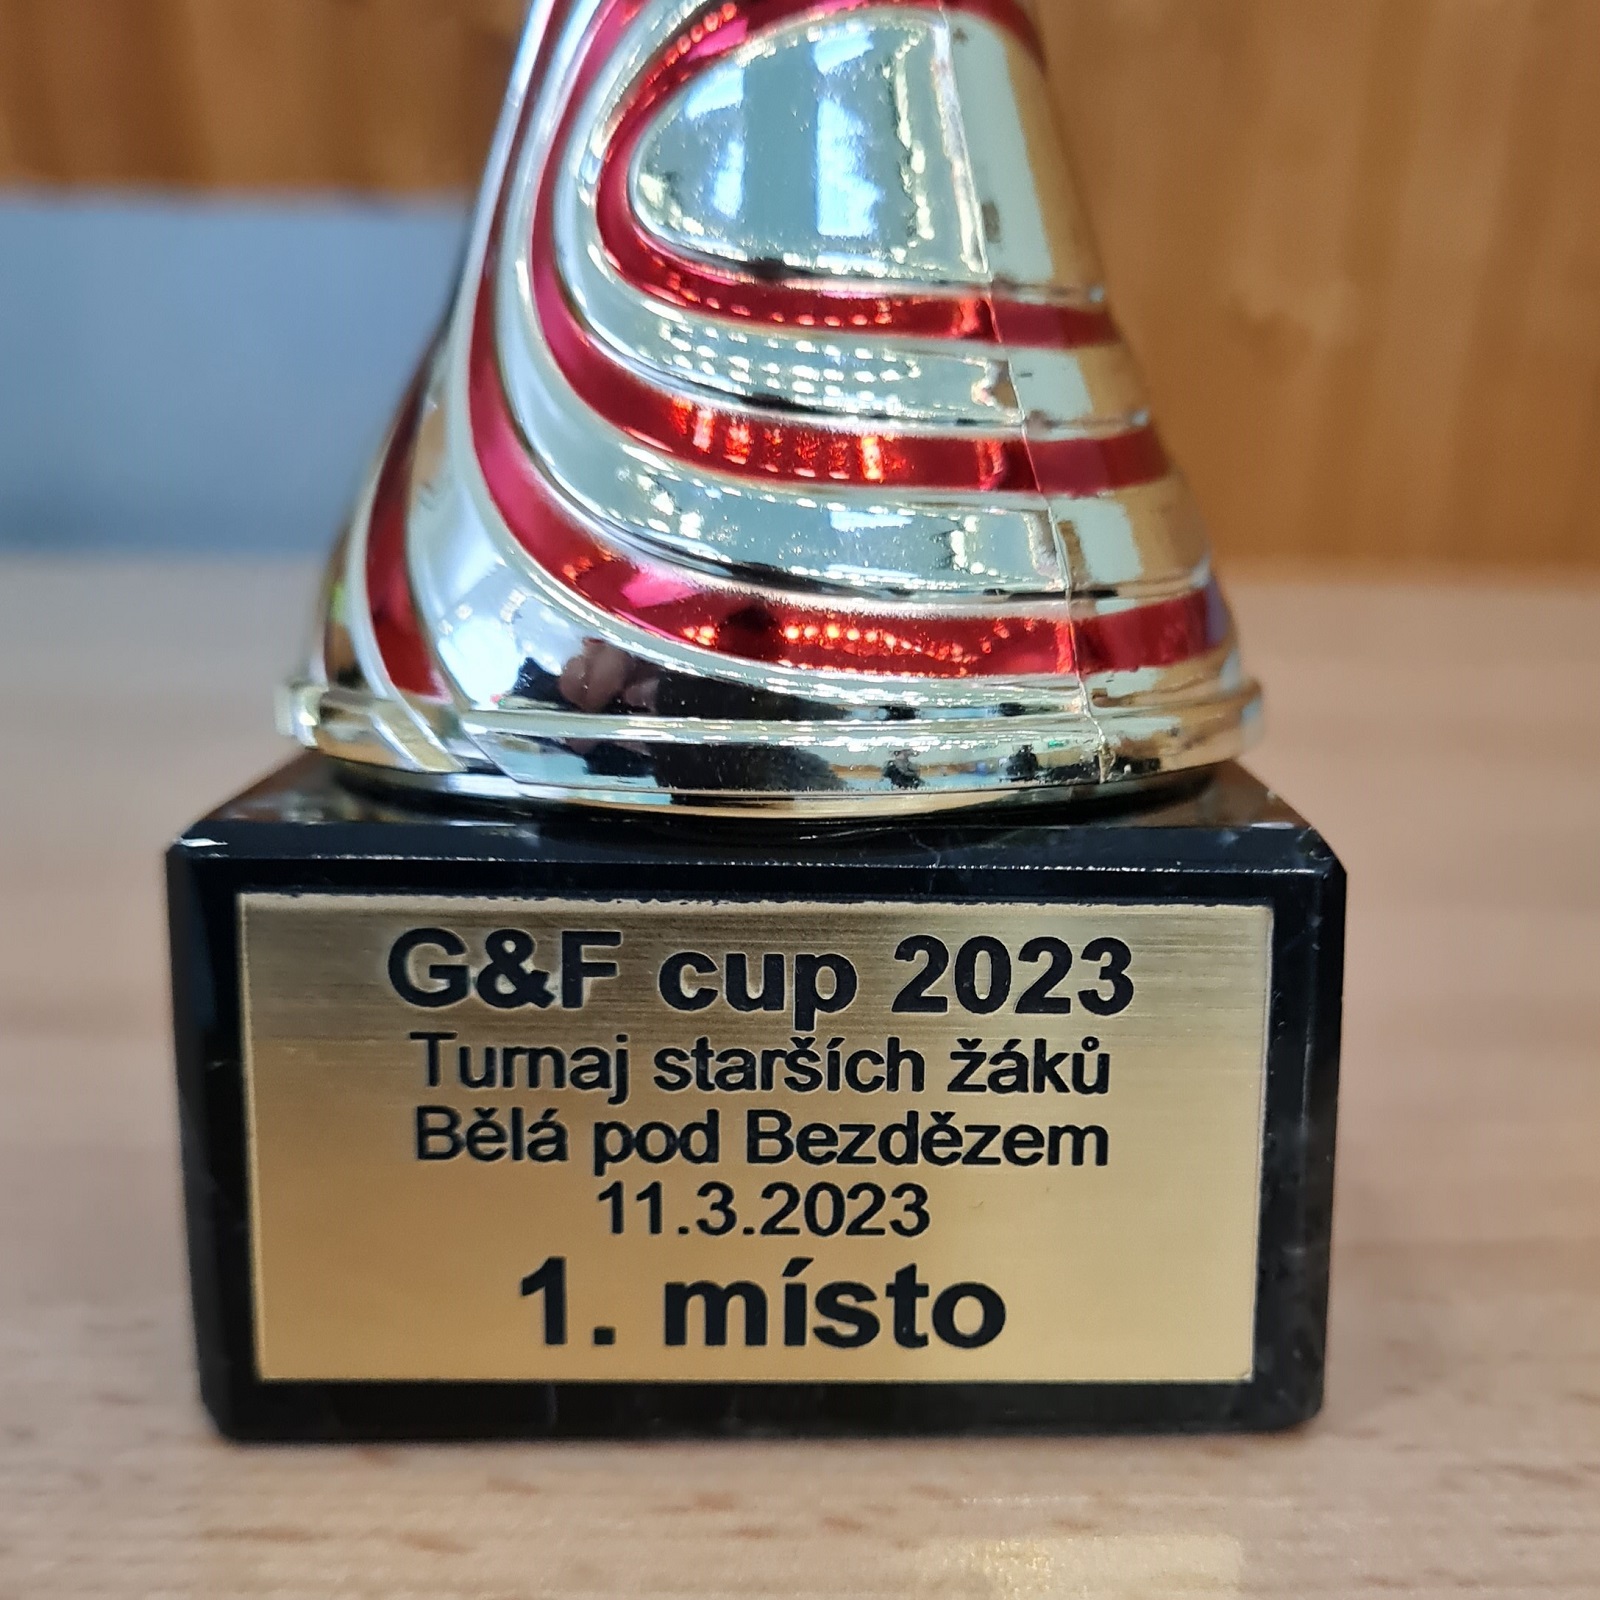 G&F cup 2023
Turnaj starších žáků
Bělá pod Bezdězem
11.3.2023
1. místo